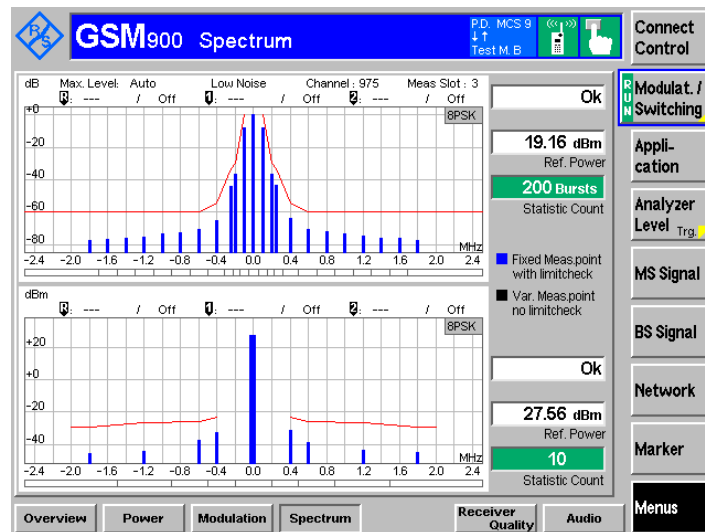 R&S
GSM900 Spectrum
P.D. MCS 9
↓↑
Test M. B
Connect
Control
dB Max. Level: Auto Low Noise Channel : 975 Meas Slot : 3
R: --- / Off 1: --- / Off 2: --- / Off
8PSK
+0
-20
-40
-60
-80
MHz
-2.4 -2.0 -1.6 -1.2 -0.8 -0.4 0.0 0.4 0.8 1.2 1.6 2.0 2.4
Ok
19.16 dBm
Ref. Power
200 Bursts
Statistic Count
Fixed Meas.point
with limitcheck
Var. Meas.point
no limitcheck
dBm
R: --- / Off 1: --- / Off 2: --- / Off
8PSK
+20
+0
-20
-40
MHz
-2.4 -2.0 -1.6 -1.2 -0.8 -0.4 0.0 0.4 0.8 1.2 1.6 2.0 2.4
Ok
27.56 dBm
Ref. Power
10
Statistic Count
RUN
Modulat. /
Switching
Appli-
cation
Analyzer
Level Trg.
MS Signal
BS Signal
Network
Marker
Menus
Overview Power Modulation Spectrum Receiver
Quality Audio